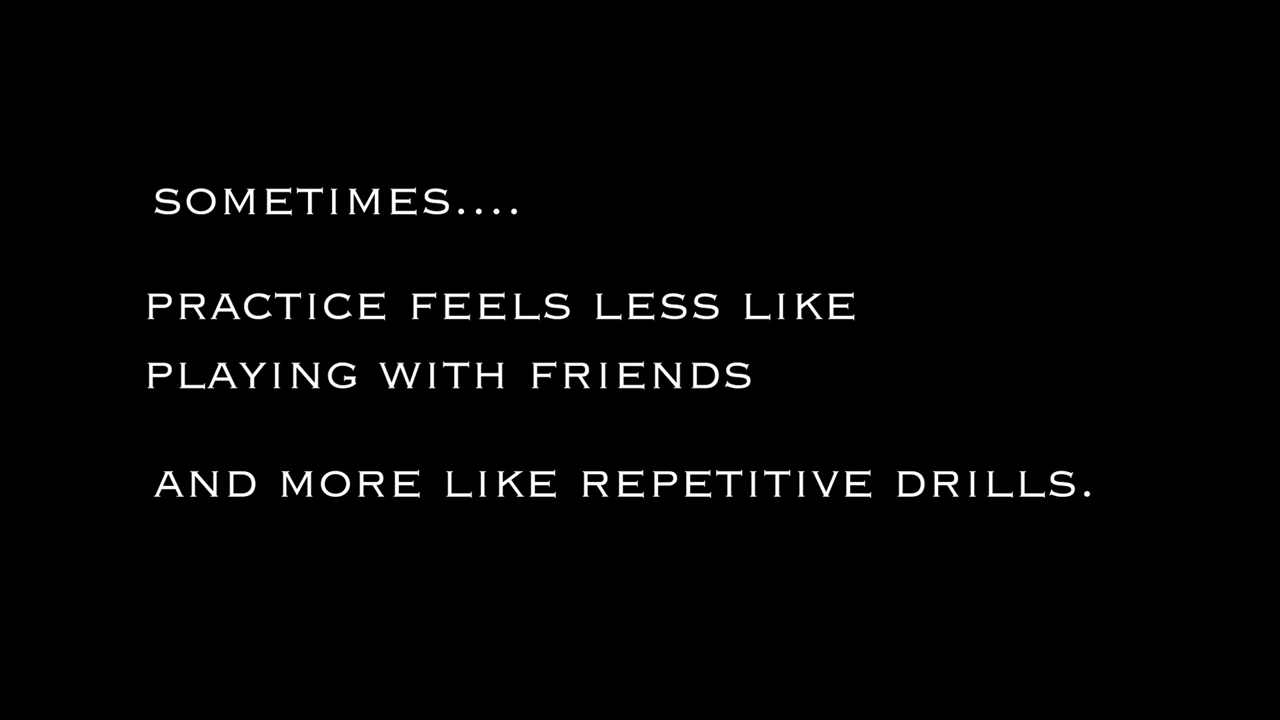 SOMETIMES....
PRACTICE FEELS LESS LIKE
PLAYING WITH FRIENDS
AND MORE LIKE REPETITIVE DRILLS.